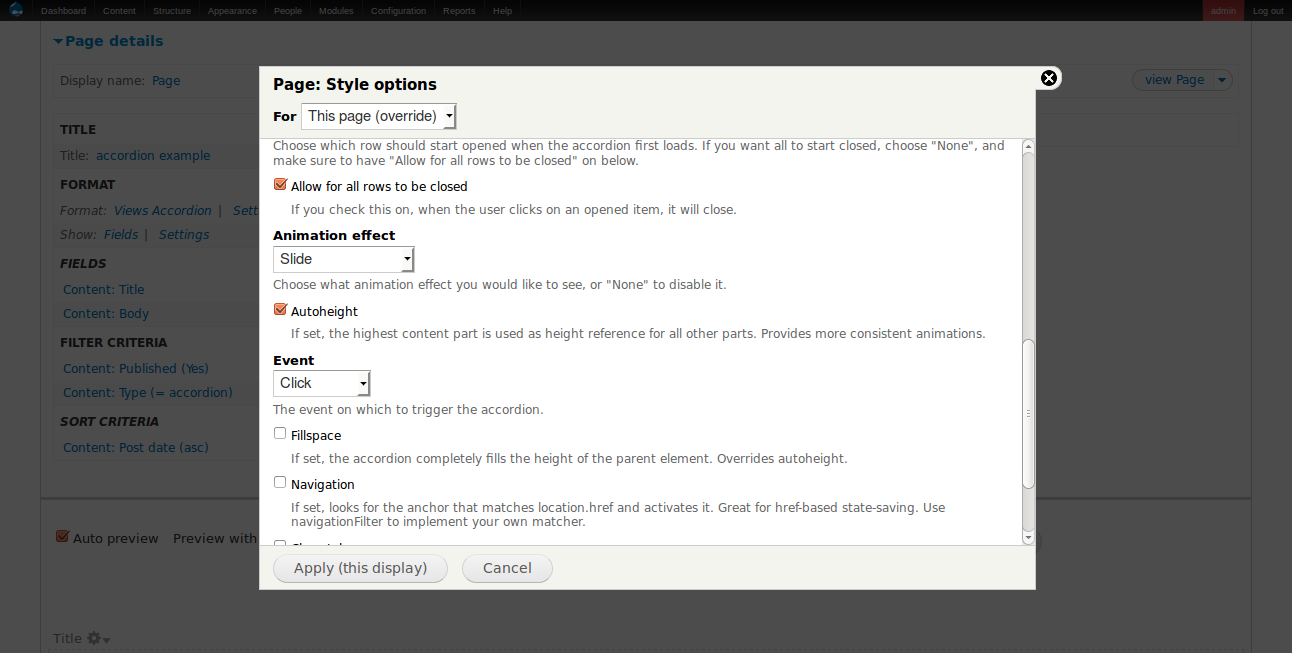 Dashboard Content Structure Appearance People Modules Configuration Reports Help admin Log out
Page details
Display name: Page
view Page
TITLE
Title: accordion example
FORMAT
Format: Views Accordion | Sett
Show: Fields | Settings
FIELDS
Content: Title
Content: Body
FILTER CRITERIA
Content: Published (Yes)
Content: Type (= accordion)
SORT CRITERIA
Content: Post date (asc)
Auto preview Preview with
Title
Page: Style options
For This page (override)
Choose which row should start opened when the accordion first loads. If you want all to start closed, choose "None", and
make sure to have "Allow for all rows to be closed" on below.
Allow for all rows to be closed
If you check this on, when the user clicks on an opened item, it will close.
Animation effect
Slide
Choose what animation effect you would like to see, or "None" to disable it.
Autoheight
If set, the highest content part is used as height reference for all other parts. Provides more consistent animations.
Event
Click
The event on which to trigger the accordion.
Fillspace
If set, the accordion completely fills the height of the parent element. Overrides autoheight.
Navigation
If set, looks for the anchor that matches location.href and activates it. Great for href-based state-saving. Use
navigationFilter to implement your own matcher.
Apply (this display) Cancel